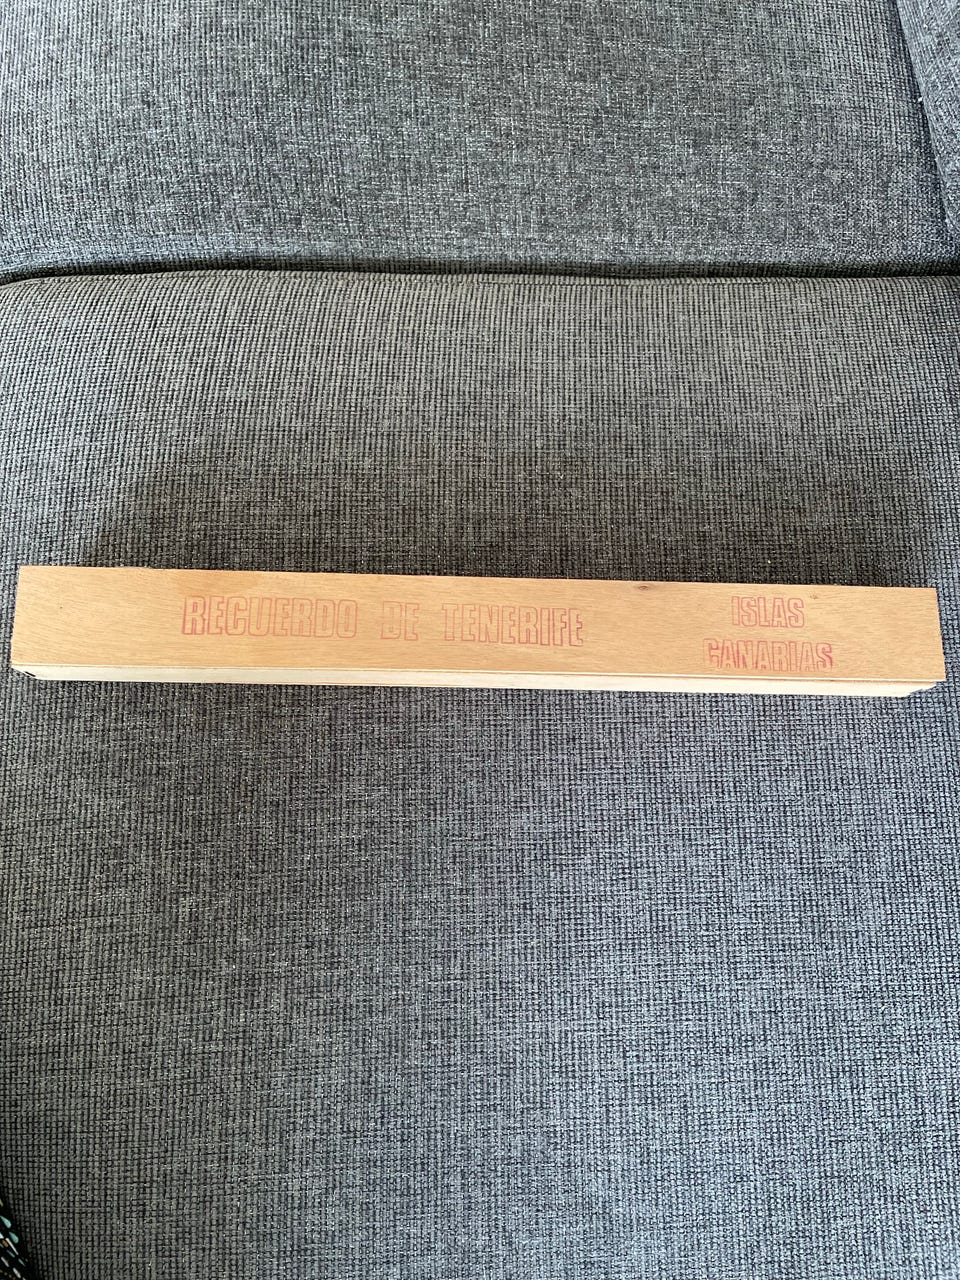 RECUERDO DE TENERIFE
ISLAS
CANARIAS